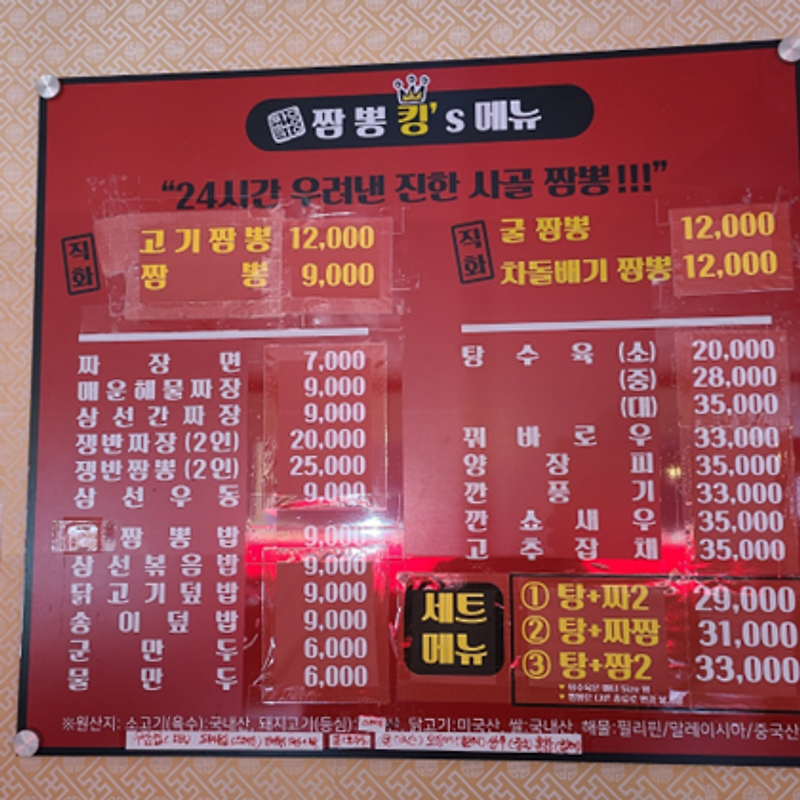 짬뽕킹's 메뉴
“24시간 우려낸 진한 사골 짬뽕!!!”
직화
고기짬뽕 12,000
짬뽕 9,000
직화
굴 짬뽕 12,000
차돌배기 짬뽕 12,000
짜장면 7,000
매운해물짜장 9,000
삼선간짜장 9,000
쟁반짜장(2인) 20,000
쟁반짬뽕(2인) 25,000
삼선우동 9,000
짬뽕밥 9,000
삼선볶음밥 9,000
닭고기덮밥 9,000
송이덮밥 9,000
군만두 6,000
물만두 6,000
탕수육 (소) 20,000
(중) 28,000
(대) 35,000
꿔바로우 33,000
양장피 35,000
깐풍기 33,000
깐쇼새우 35,000
고추잡채 35,000
세트
메뉴
① 탕+짜2 29,000
② 탕+짜짬 31,000
③ 탕+짬2 33,000
※원산지: 소고기(육수):국내산, 돼지고기(등심): 닭고기:미국산 쌀:국내산, 해물:필리핀/말레이시아/중국산